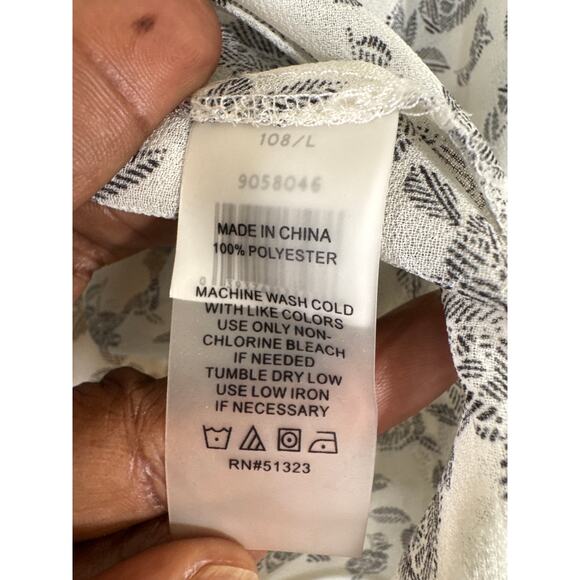 108/L
9058046
MADE IN CHINA
100% POLYESTER
MACHINE WASH COLD
WITH LIKE COLORS
USE ONLY NON-
CHLORINE BLEACH
IF NEEDED
TUMBLE DRY LOW
USE LOW IRON
IF NECESSARY
RN#51323